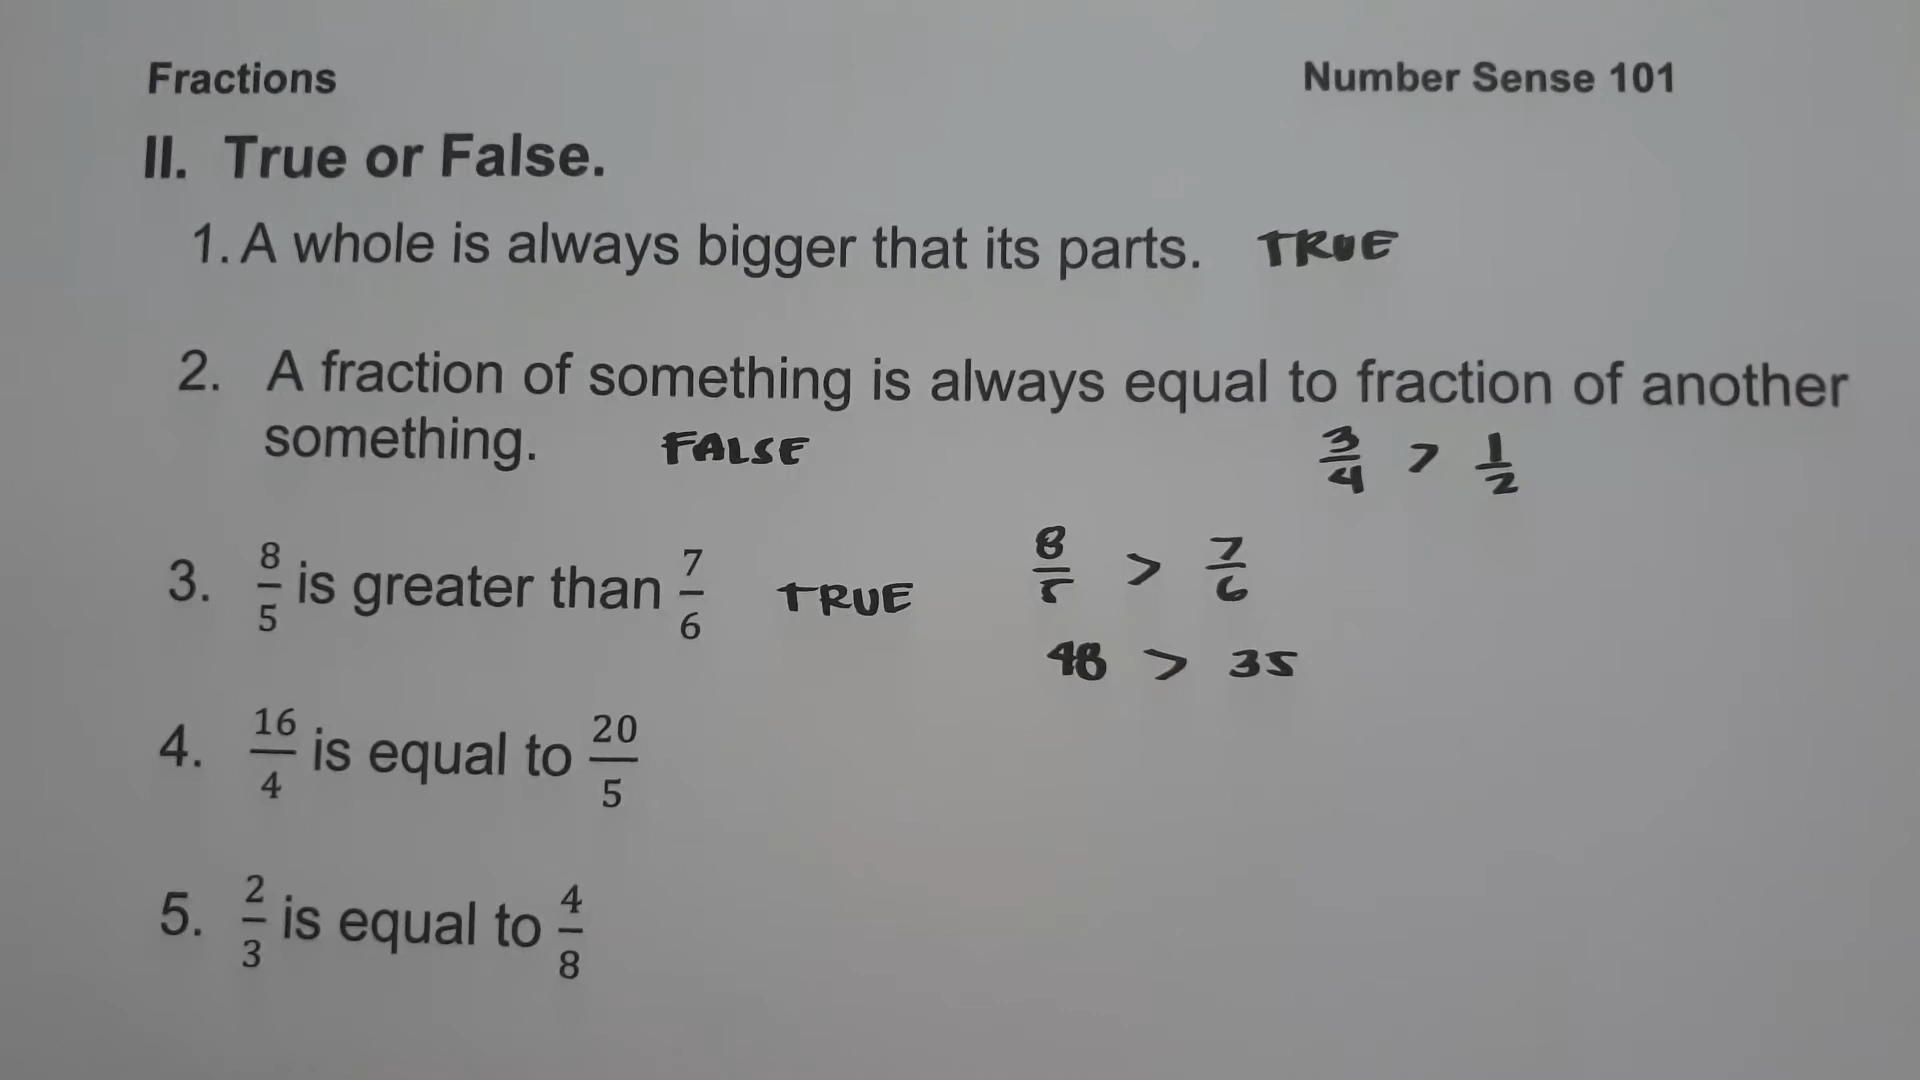 Fractions Number Sense 101
II. True or False.
1. A whole is always bigger that its parts. TRUE
2. A fraction of something is always equal to fraction of another
something. FALSE 3/4 > 1/2
3. 8/5 is greater than 7/6 TRUE 8/5 > 7/6
48 > 35
4. 16/4 is equal to 20/5
5. 2/3 is equal to 4/8